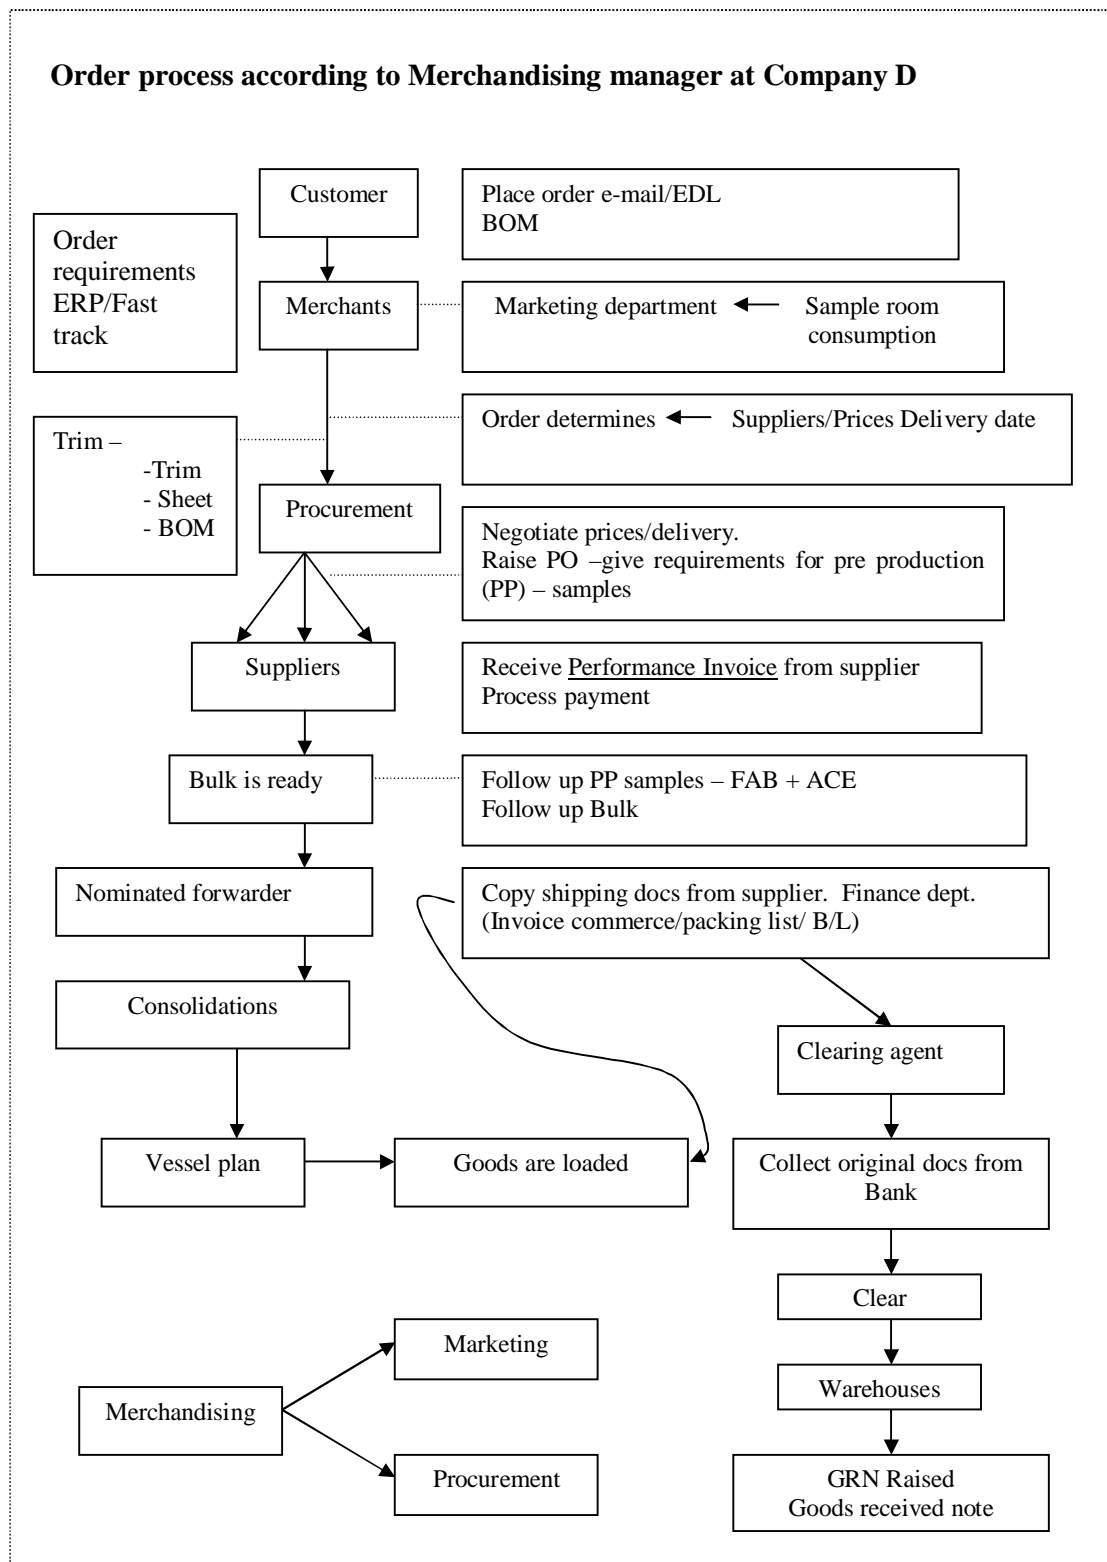 Order process according to Merchandising manager at Company D
Customer
Place order e-mail/EDL
BOM
Order
requirements
ERP/Fast
track
Merchants
Marketing department
Sample room
consumption
Order determines
Suppliers/Prices Delivery date
Trim –
-Trim
- Sheet
- BOM
Procurement
Negotiate prices/delivery.
Raise PO –give requirements for pre production
(PP) – samples
Suppliers
Receive Performance Invoice from supplier
Process payment
Bulk is ready
Follow up PP samples – FAB + ACE
Follow up Bulk
Nominated forwarder
Copy shipping docs from supplier. Finance dept.
(Invoice commerce/packing list/ B/L)
Consolidations
Clearing agent
Vessel plan
Goods are loaded
Collect original docs from
Bank
Clear
Marketing
Warehouses
Merchandising
Procurement
GRN Raised
Goods received note